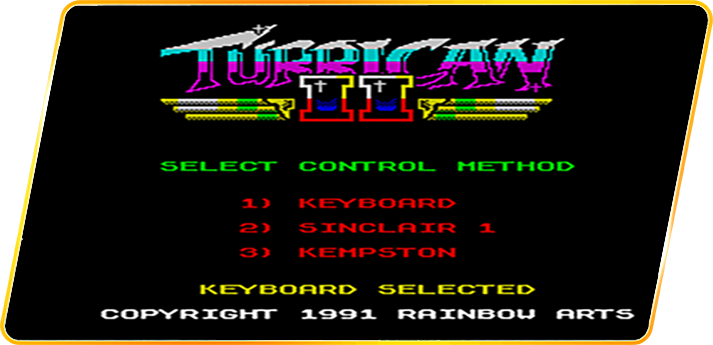 TURRICAN
II
SELECT CONTROL METHOD
1) KEYBOARD
2) SINCLAIR 1
3) KEMPSTON
KEYBOARD SELECTED
COPYRIGHT 1991 RAINBOW ARTS